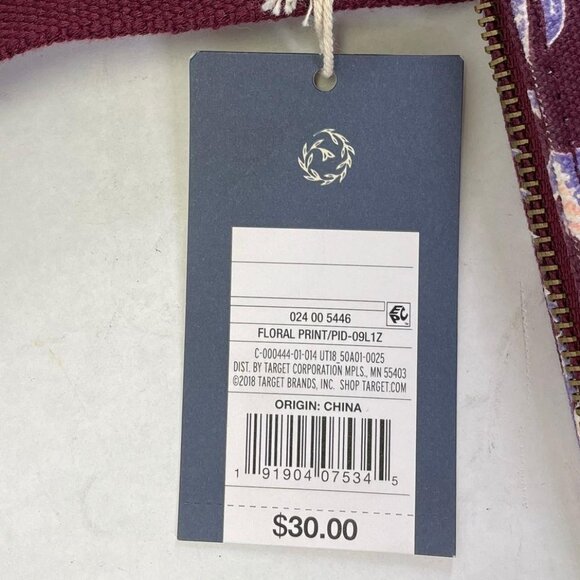 024 00 5446
FLORAL PRINT/PID-09L1Z
C-000444-01-014 UT18_50A01-0025
DIST. BY TARGET CORPORATION MPLS., MN 55403
©2018 TARGET BRANDS, INC. SHOP TARGET.COM
ORIGIN: CHINA
1 91904 07534 5
$30.00